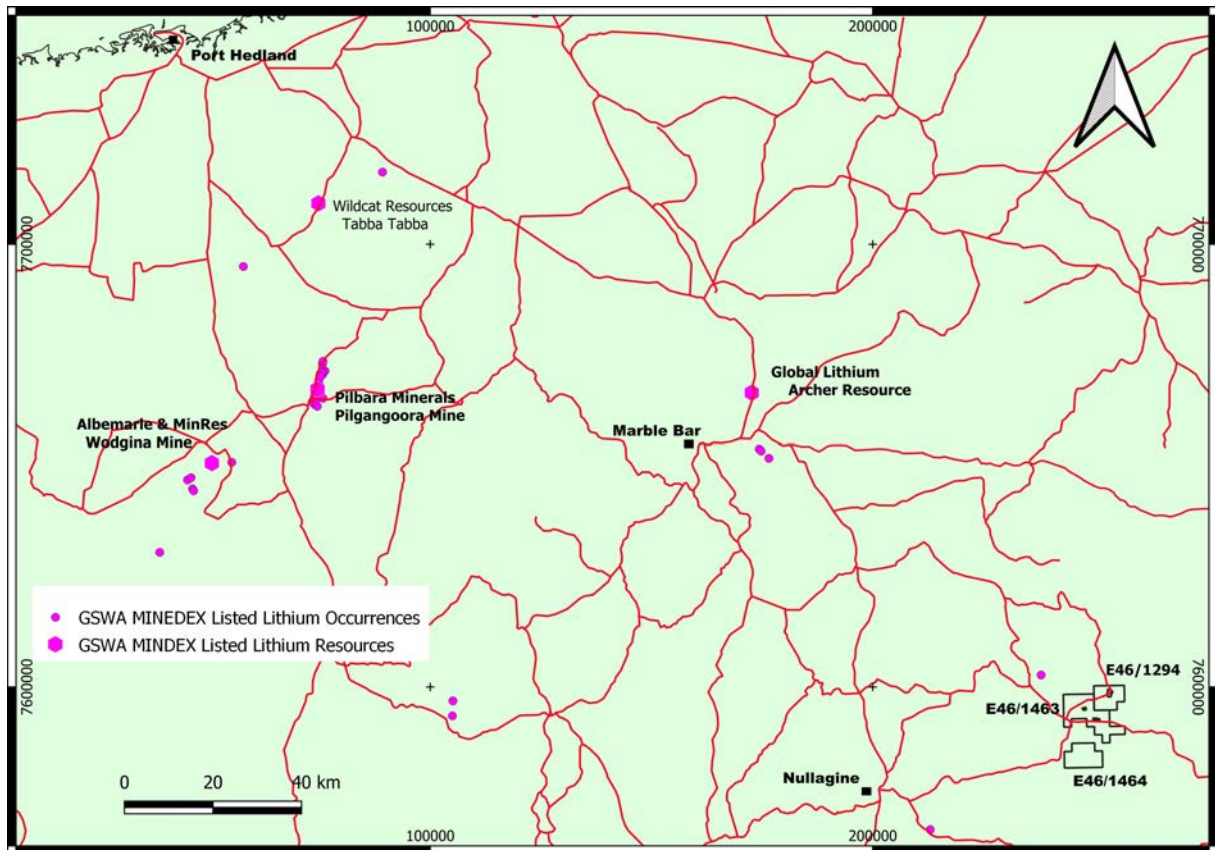 100000
200000
Port Hedland
Wildcat Resources
Tabba Tabba
7700000
7700000
Global Lithium
Archer Resource
Pilbara Minerals
Pilgangoora Mine
Albemarle & MinRes
Wodgina Mine
Marble Bar
GSWA MINEDEX Listed Lithium Occurrences
GSWA MINDEX Listed Lithium Resources
E46/1294
7600000
7600000
E46/1463
E46/1464
Nullagine
0 20 40 km
100000
200000